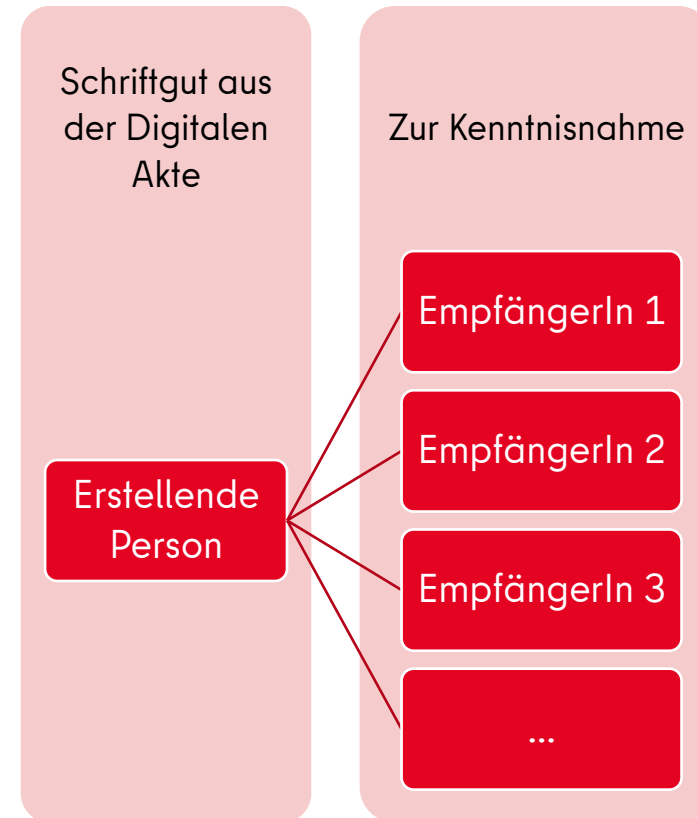 Schriftgut aus
der Digitalen
Akte
Zur Kenntnisnahme
Erstellende
Person
EmpfängerIn 1
EmpfängerIn 2
EmpfängerIn 3
...